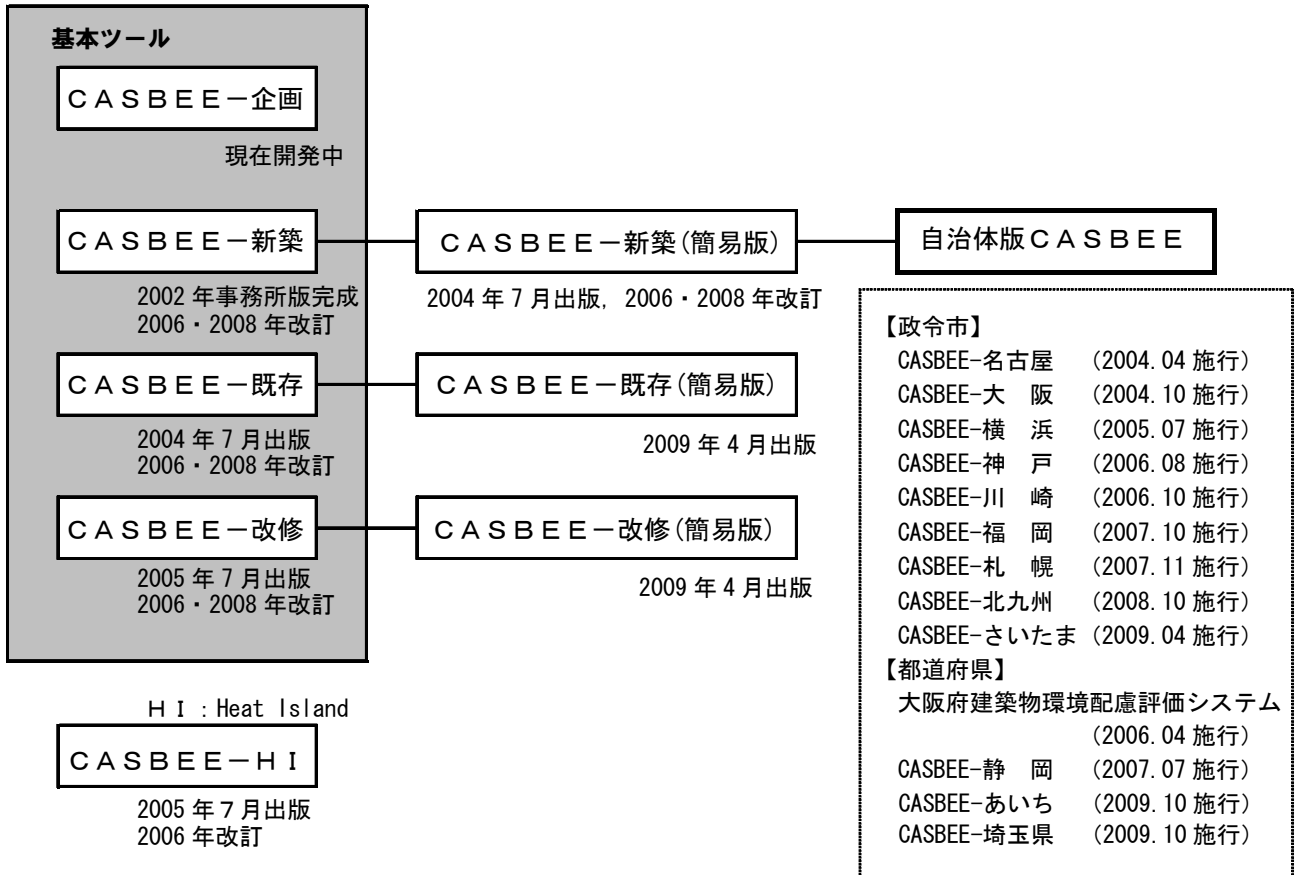 基本ツール
ＣＡＳＢＥＥ－企画
現在開発中
ＣＡＳＢＥＥ－新築
2002 年事務所版完成
2006・2008 年改訂
ＣＡＳＢＥＥ－既存
2004 年 7 月出版
2006・2008 年改訂
ＣＡＳＢＥＥ－改修
2005 年 7 月出版
2006・2008 年改訂
ＨＩ：Heat Island
ＣＡＳＢＥＥ－ＨＩ
2005 年７月出版
2006 年改訂
ＣＡＳＢＥＥ－新築(簡易版)
2004 年 7 月出版, 2006・2008 年改訂
ＣＡＳＢＥＥ－既存(簡易版)
2009 年 4 月出版
ＣＡＳＢＥＥ－改修(簡易版)
2009 年 4 月出版
自治体版ＣＡＳＢＥＥ
【政令市】
CASBEE-名古屋 （2004.04 施行）
CASBEE-大　阪 （2004.10 施行）
CASBEE-横　浜 （2005.07 施行）
CASBEE-神　戸 （2006.08 施行）
CASBEE-川　崎 （2006.10 施行）
CASBEE-福　岡 （2007.10 施行）
CASBEE-札　幌 （2007.11 施行）
CASBEE-北九州 （2008.10 施行）
CASBEE-さいたま（2009.04 施行）
【都道府県】
大阪府建築物環境配慮評価システム
（2006.04 施行）
CASBEE-静　岡 （2007.07 施行）
CASBEE-あいち （2009.10 施行）
CASBEE-埼玉県 （2009.10 施行）